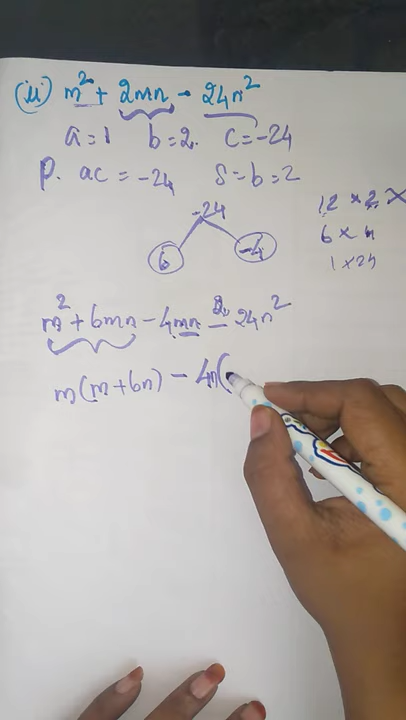 (ii) m² + 2mn - 24n²
a=1 b=2. c=-24
P. ac = -24 S=b=2
-24
6 -4
12 × 2 ×
6 × 4
1 × 24
m² + 6mn - 4mn - 24n²
m(m+6n) - 4n(